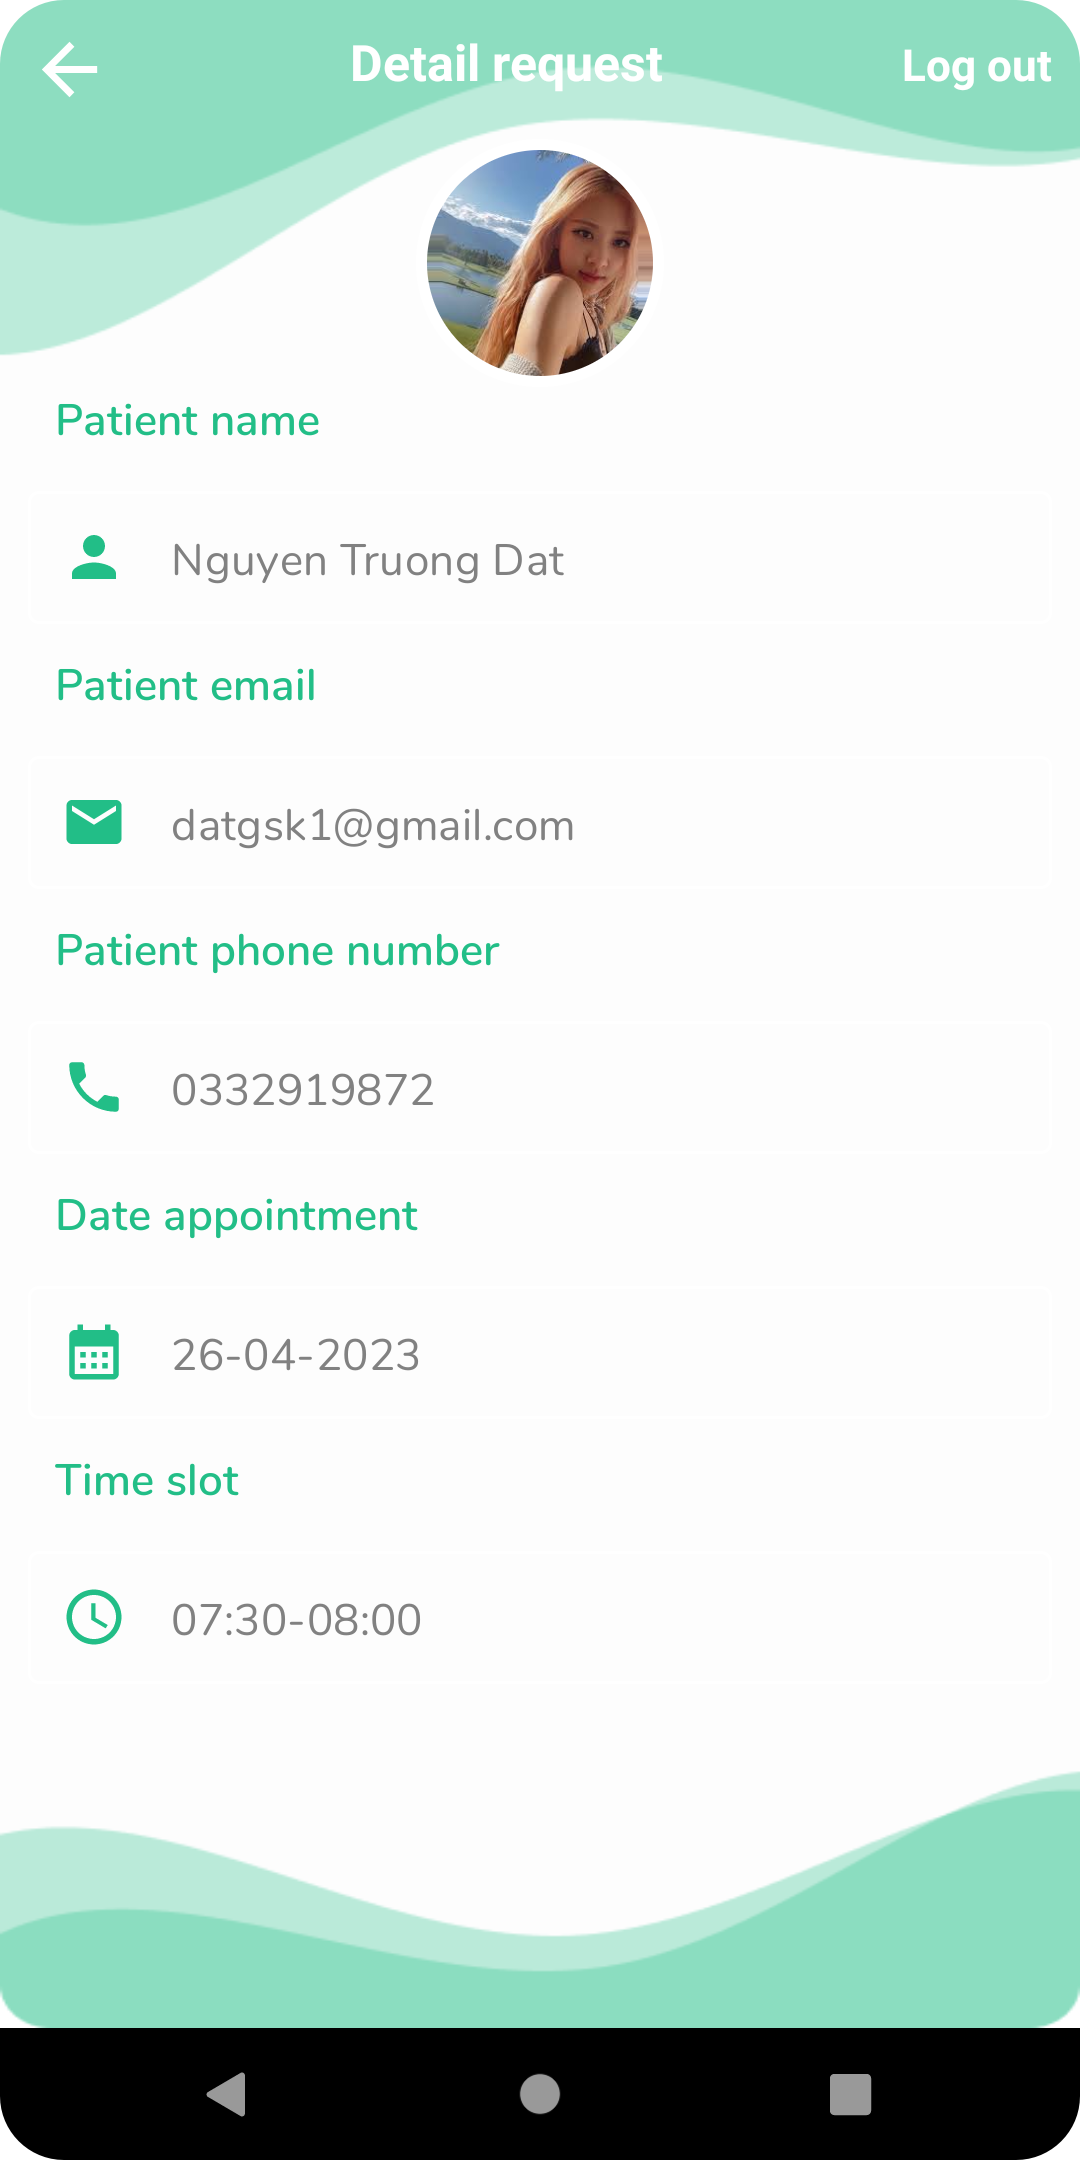 Detail request
Log out
Patient name
Nguyen Truong Dat
Patient email
datgsk1@gmail.com
Patient phone number
0332919872
Date appointment
26-04-2023
Time slot
07:30-08:00